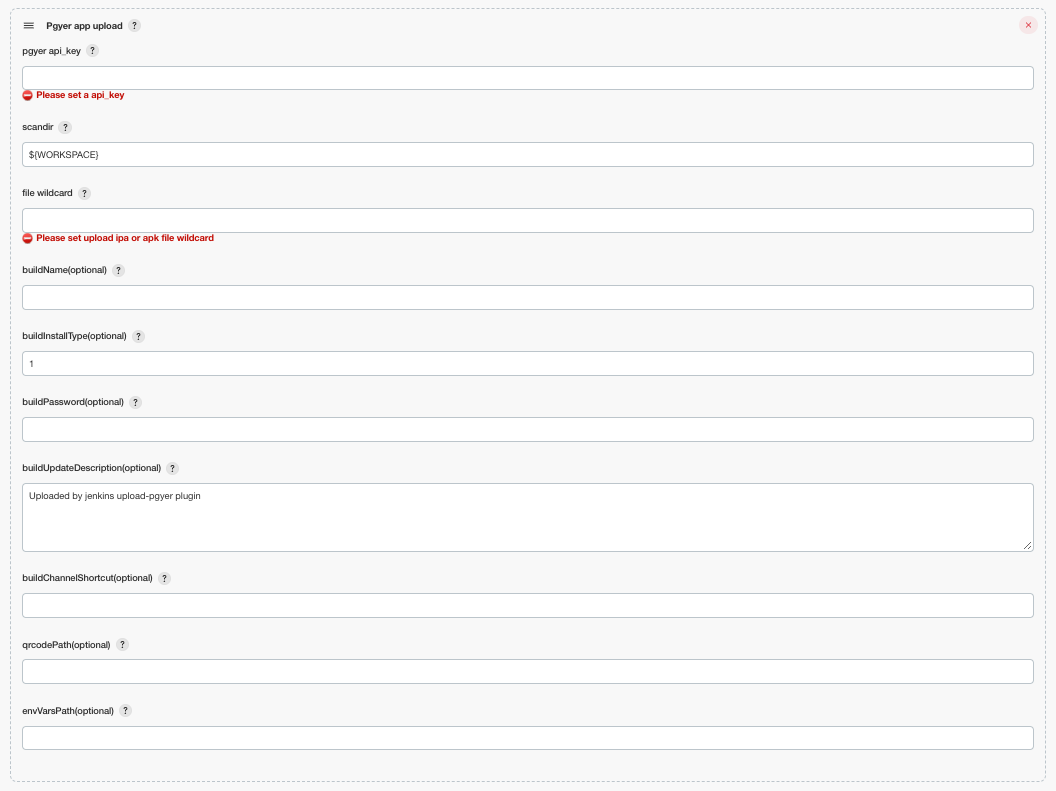 Pgyer app upload ?
pgyer api_key ?
Please set a api_key
scandir ?
${WORKSPACE}
file wildcard ?
Please set upload ipa or apk file wildcard
buildName(optional) ?
buildInstallType(optional) ?
1
buildPassword(optional) ?
buildUpdateDescription(optional) ?
Uploaded by jenkins upload-pgyer plugin
buildChannelShortcut(optional) ?
qrcodePath(optional) ?
envVarsPath(optional) ?